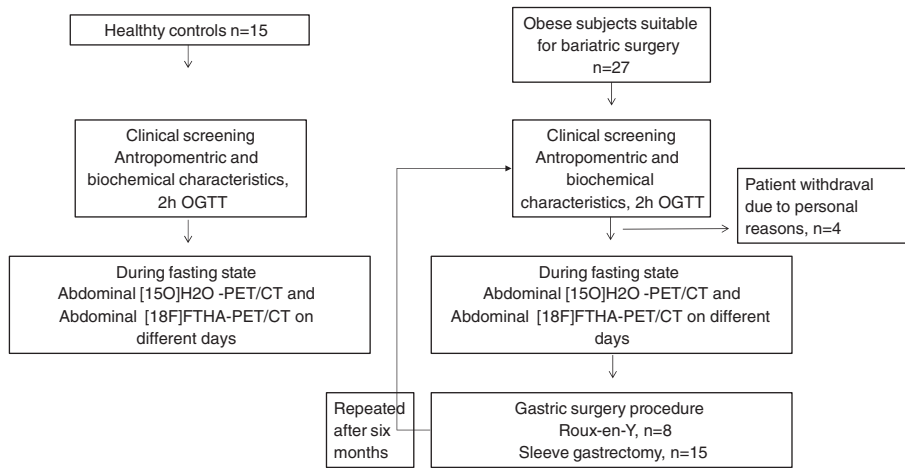 Healthty controls n=15
Clinical screening
Antropomentric and
biochemical characteristics,
2h OGTT
During fasting state
Abdominal [15O]H2O -PET/CT and
Abdominal [18F]FTHA-PET/CT on
different days
Obese subjects suitable
for bariatric surgery
n=27
Clinical screening
Antropomentric and
biochemical
characteristics, 2h OGTT
Patient withdraval
due to personal
reasons, n=4
During fasting state
Abdominal [15O]H2O -PET/CT and
Abdominal [18F]FTHA-PET/CT on different
days
Repeated
after six
months
Gastric surgery procedure
Roux-en-Y, n=8
Sleeve gastrectomy, n=15